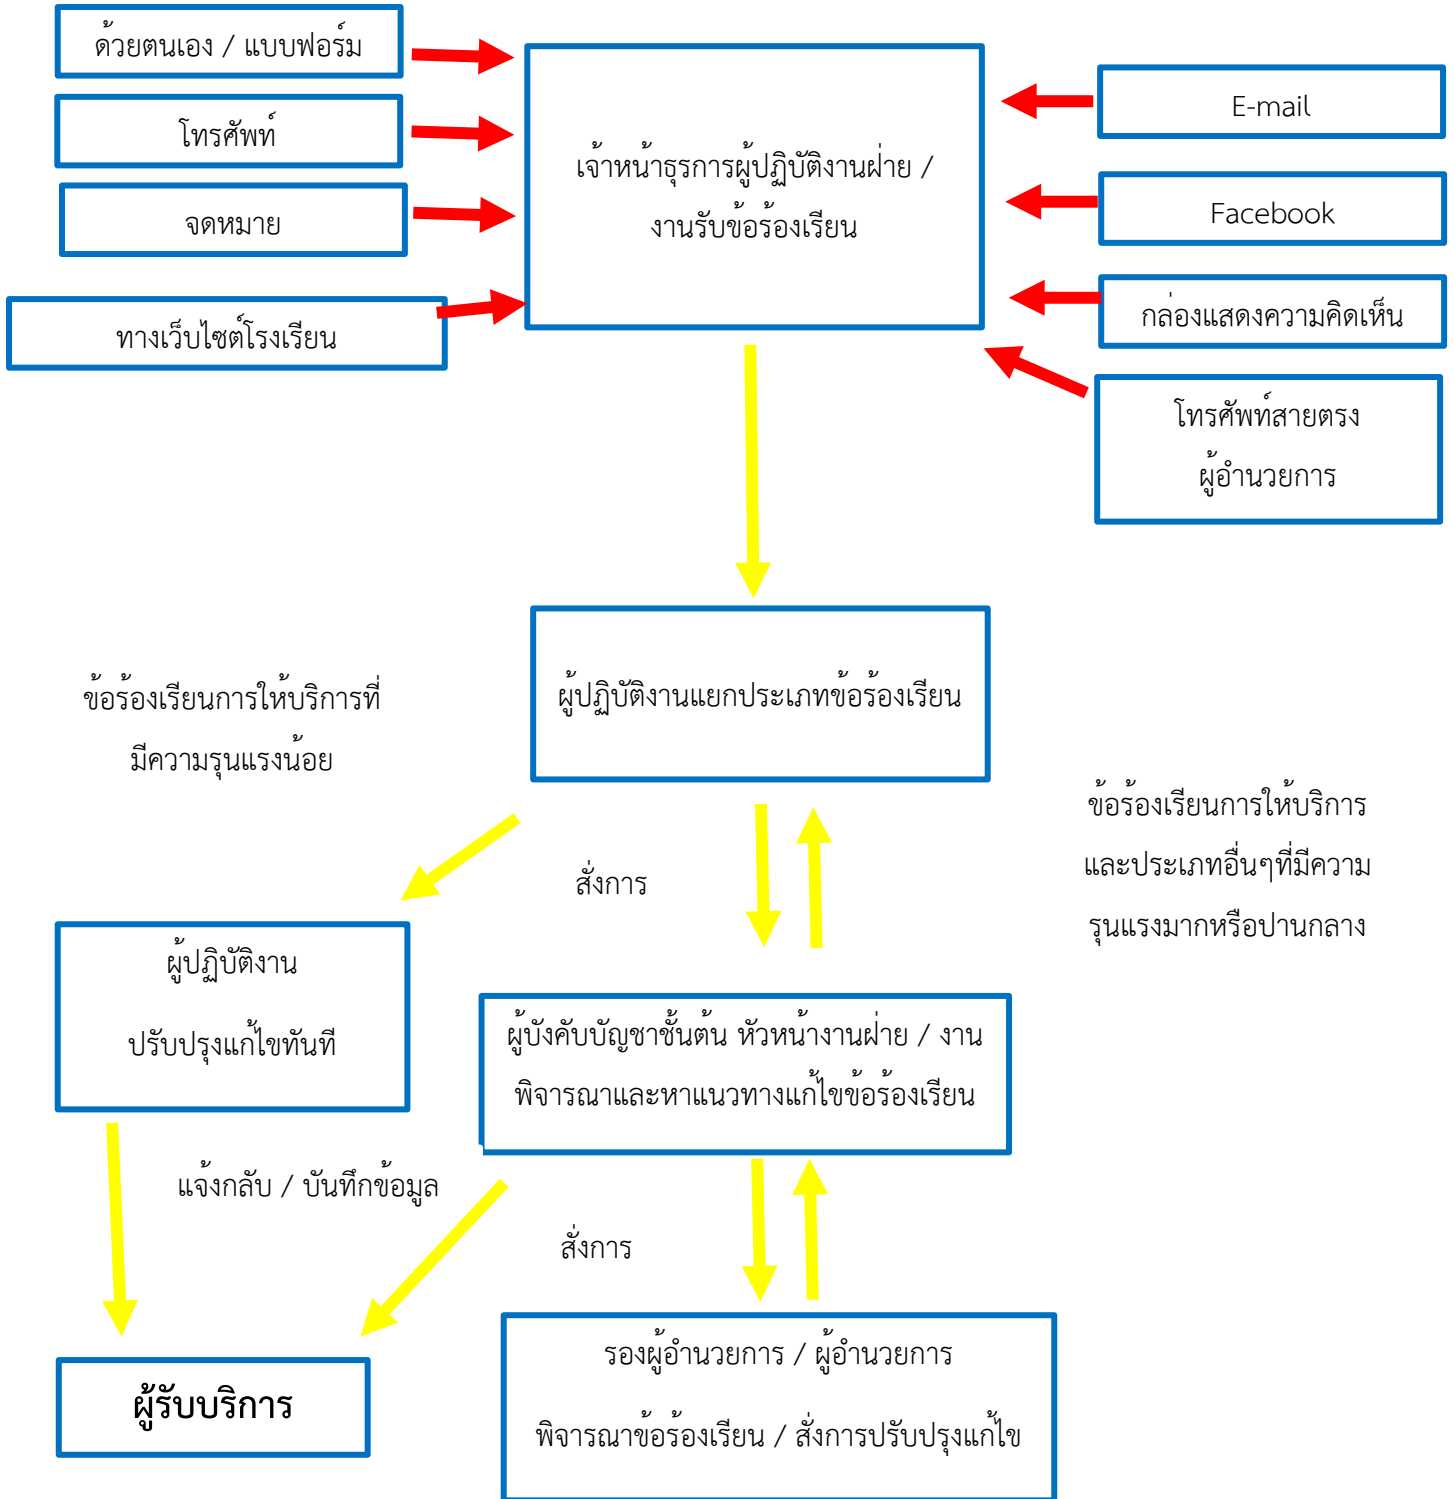 ด้วยตนเอง / แบบฟอร์ม
โทรศัพท์
จดหมาย
ทางเว็บไซต์โรงเรียน
เจ้าหน้าธุรการผู้ปฏิบัติงานฝ่าย /
งานรับข้อร้องเรียน
E-mail
Facebook
กล่องแสดงความคิดเห็น
โทรศัพท์สายตรง
ผู้อำนวยการ
ผู้ปฏิบัติงานแยกประเภทข้อร้องเรียน
ข้อร้องเรียนการให้บริการที่
มีความรุนแรงน้อย
ข้อร้องเรียนการให้บริการ
และประเภทอื่นๆที่มีความ
รุนแรงมากหรือปานกลาง
สั่งการ
ผู้ปฏิบัติงาน
ปรับปรุงแก้ไขทันที
ผู้บังคับบัญชาชั้นต้น หัวหน้างานฝ่าย / งาน
พิจารณาและหาแนวทางแก้ไขข้อร้องเรียน
แจ้งกลับ / บันทึกข้อมูล
สั่งการ
ผู้รับบริการ
รองผู้อำนวยการ / ผู้อำนวยการ
พิจารณาข้อร้องเรียน / สั่งการปรับปรุงแก้ไข